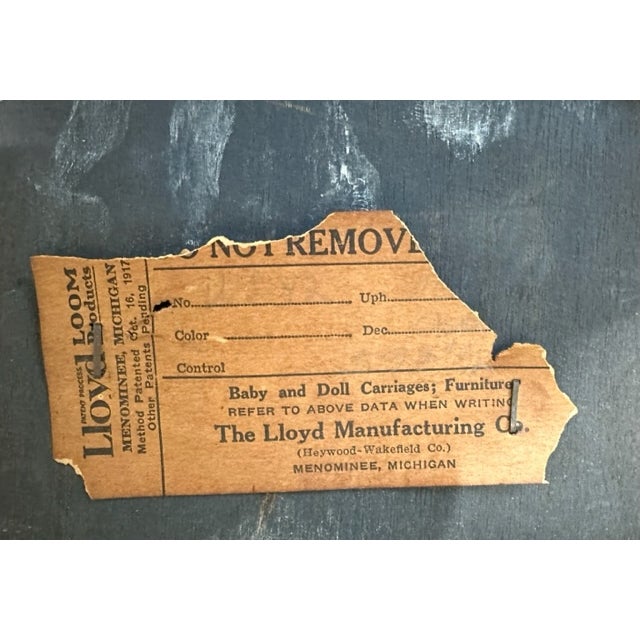 NOT REMOVE
No. Uph.
Color Dec.
Control
Baby and Doll Carriages; Furniture
REFER TO ABOVE DATA WHEN WRITING
The Lloyd Manufacturing Co.
(Heywood-Wakefield Co.)
MENOMINEE, MICHIGAN
Lloyd LOOM
PAT'D PROCESS Products
MENOMINEE, MICHIGAN
Method Patented Oct. 16, 1917
Other Patents Pending